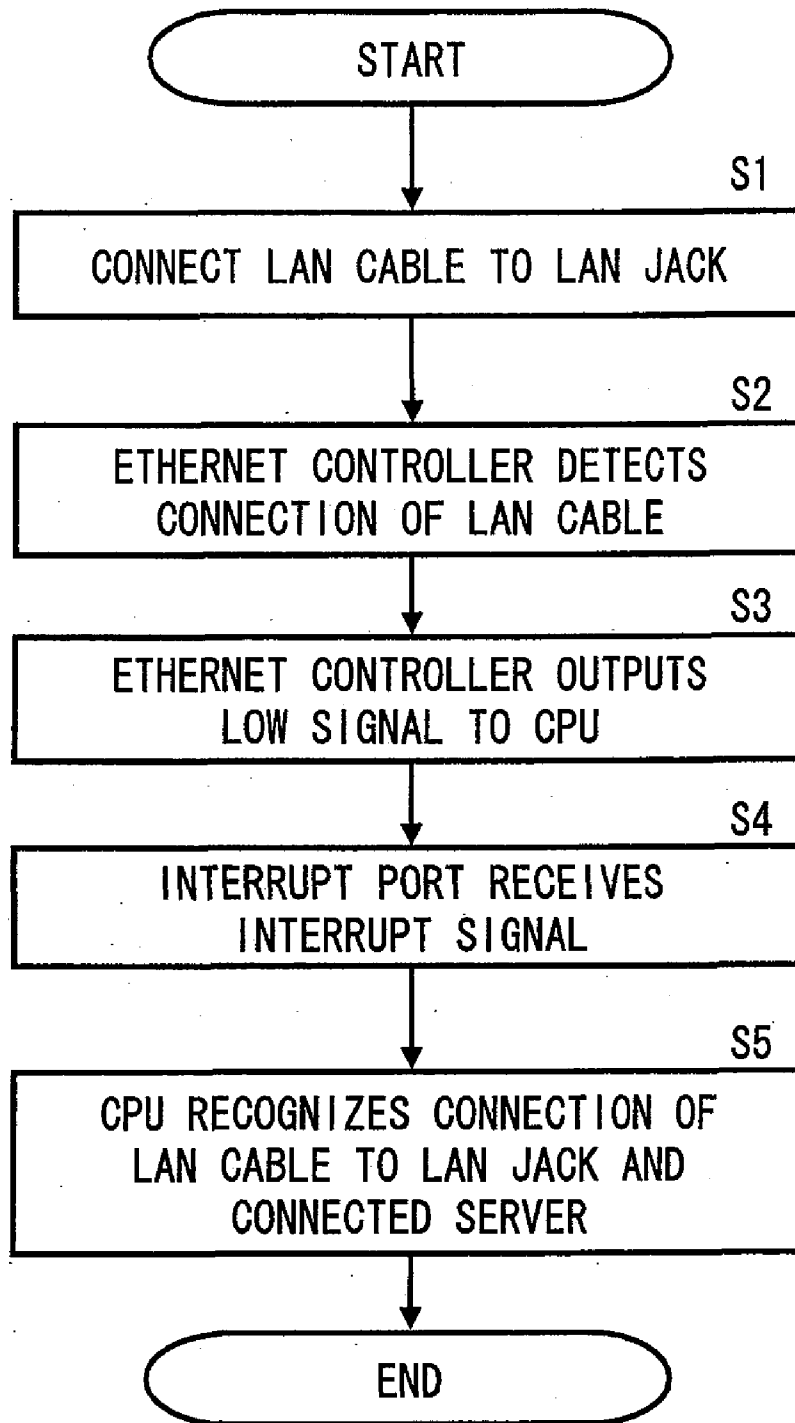 START
S1
CONNECT LAN CABLE TO LAN JACK
S2
ETHERNET CONTROLLER DETECTS
CONNECTION OF LAN CABLE
S3
ETHERNET CONTROLLER OUTPUTS
LOW SIGNAL TO CPU
S4
INTERRUPT PORT RECEIVES
INTERRUPT SIGNAL
S5
CPU RECOGNIZES CONNECTION OF
LAN CABLE TO LAN JACK AND
CONNECTED SERVER
END